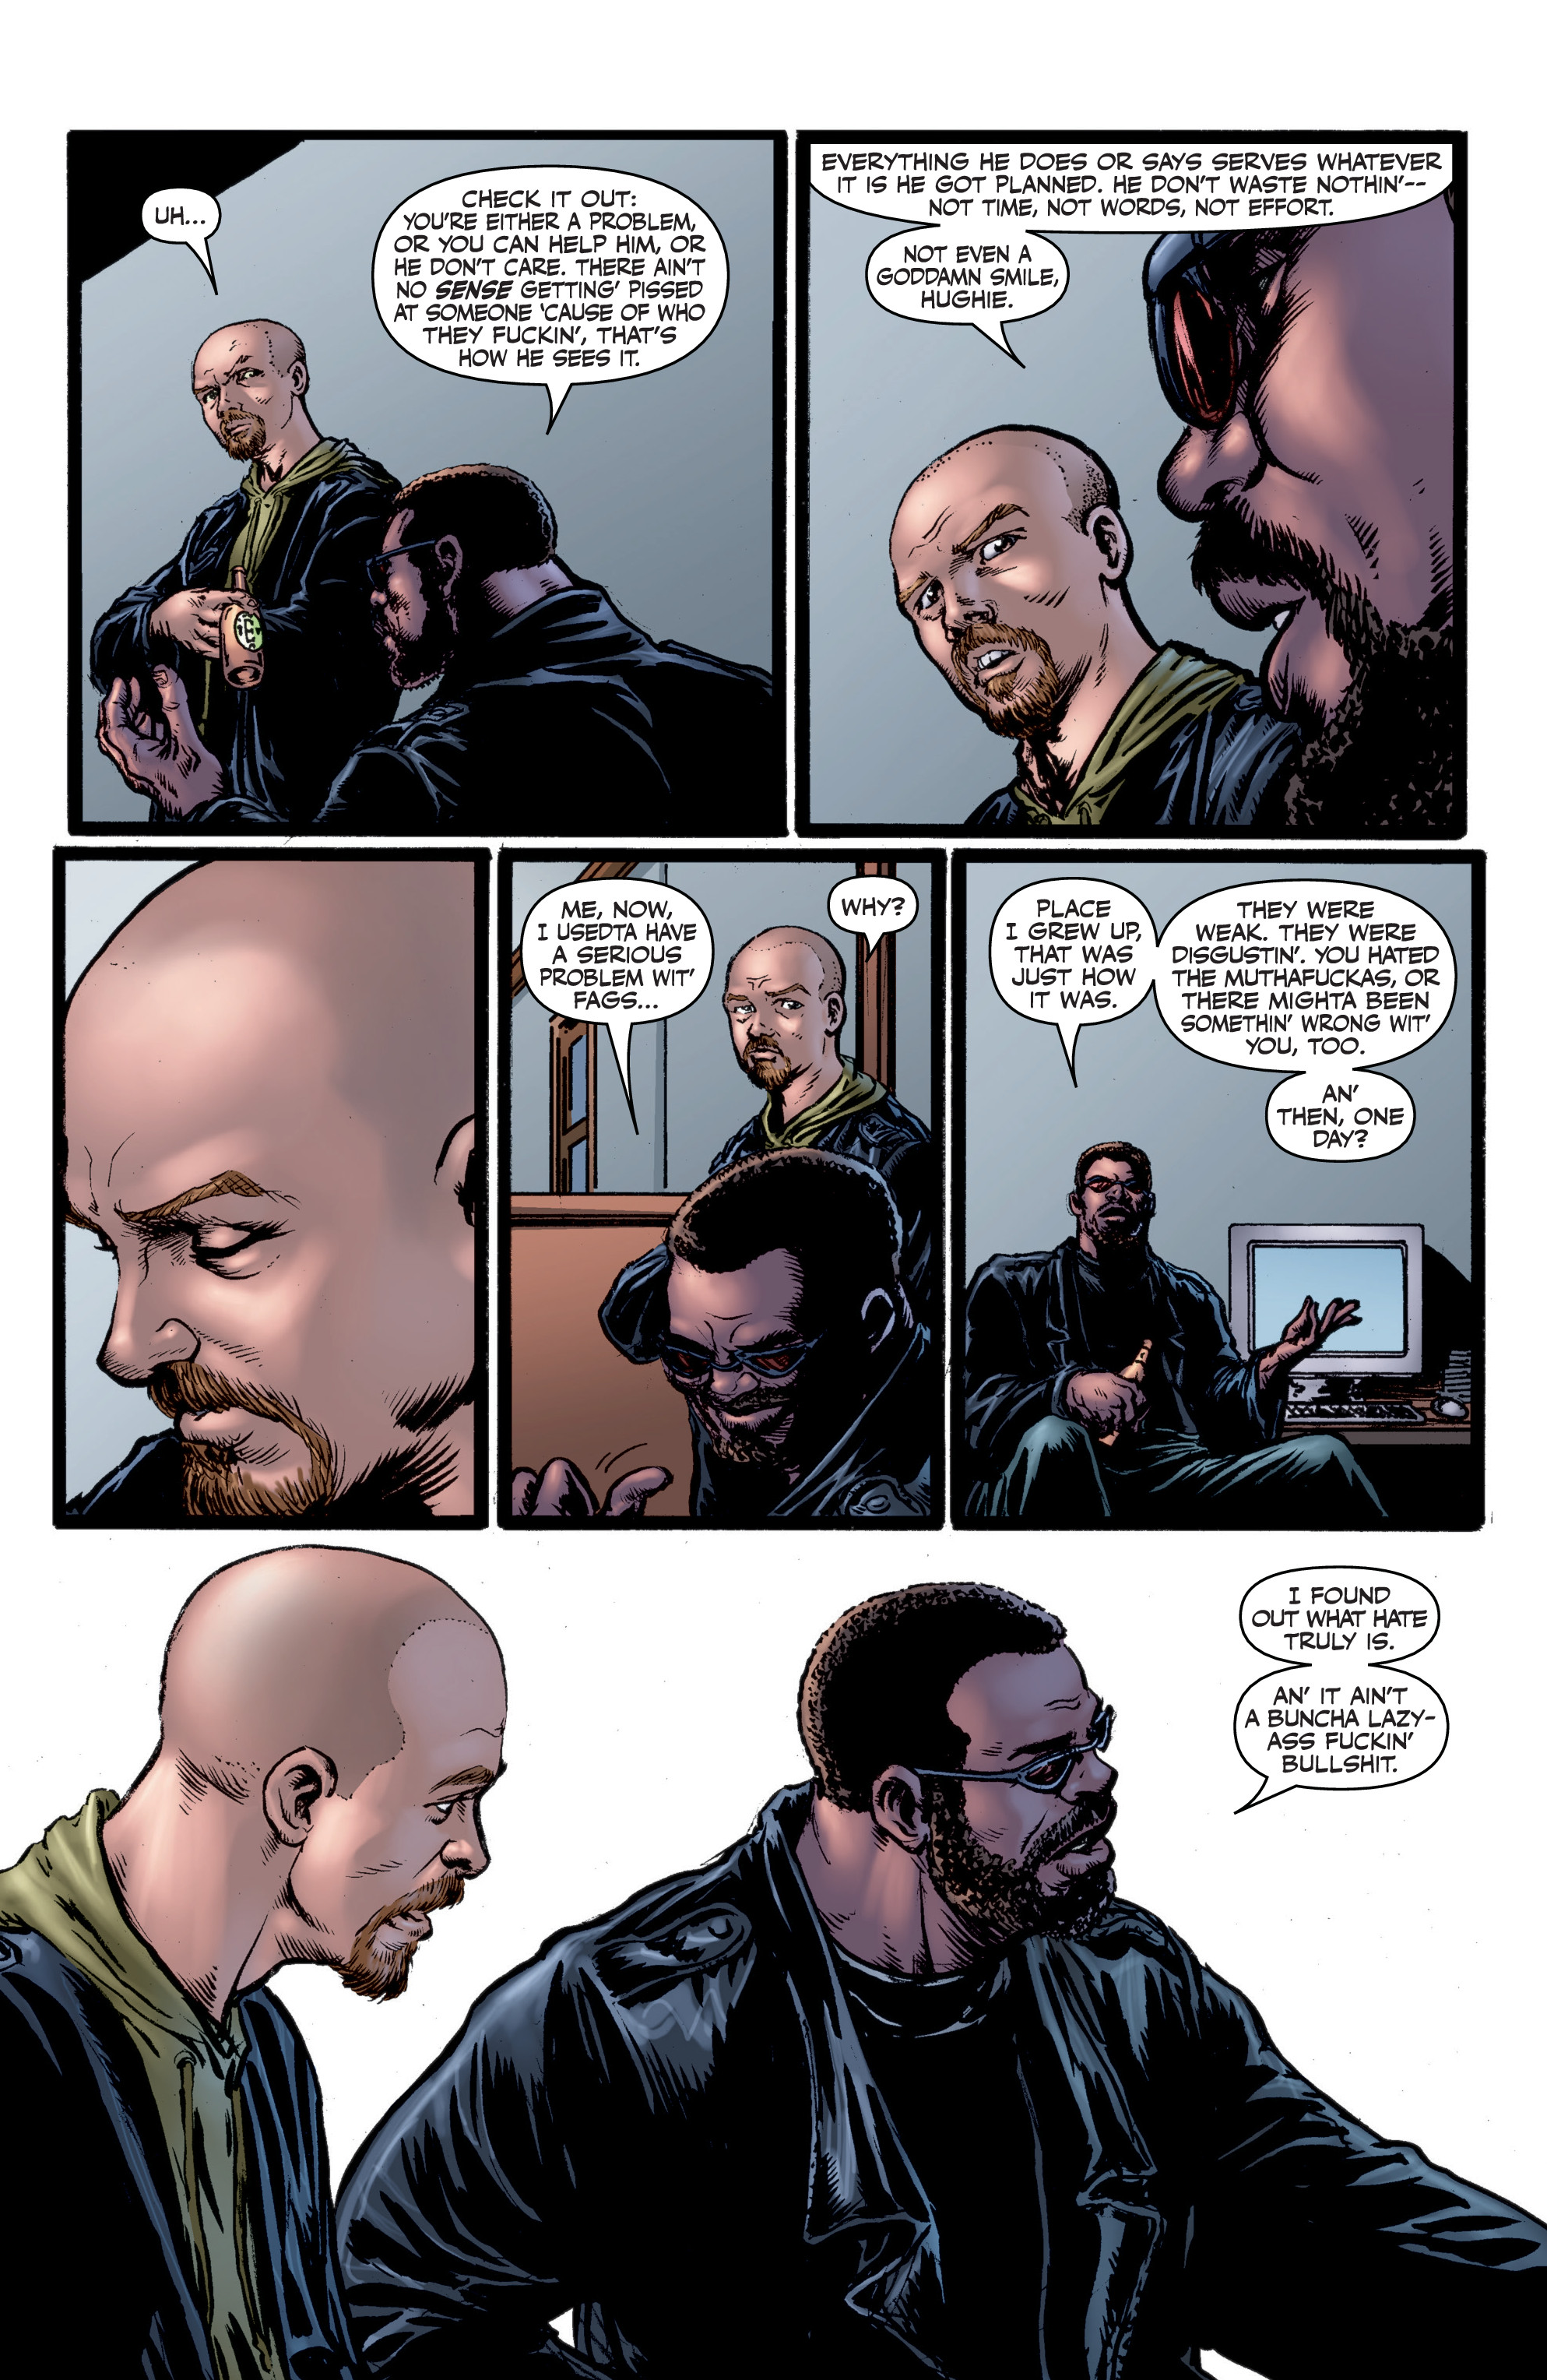 UH...
CHECK IT OUT:
YOU'RE EITHER A PROBLEM,
OR YOU CAN HELP HIM, OR
HE DON'T CARE. THERE AIN'T
NO SENSE GETTING' PISSED
AT SOMEONE 'CAUSE OF WHO
THEY FUCKIN', THAT'S
HOW HE SEES IT.
EVERYTHING HE DOES OR SAYS SERVES WHATEVER
IT IS HE GOT PLANNED. HE DON'T WASTE NOTHIN'--
NOT TIME, NOT WORDS, NOT EFFORT.
NOT EVEN A
GODDAMN SMILE,
HUGHIE.
ME, NOW,
I USEDTA HAVE
A SERIOUS
PROBLEM WIT'
FAGS...
WHY?
PLACE
I GREW UP,
THAT WAS
JUST HOW
IT WAS.
THEY WERE
WEAK. THEY WERE
DISGUSTIN'. YOU HATED
THE MUTHAFUCKAS, OR
THERE MIGHTA BEEN
SOMETHIN' WRONG WIT'
YOU, TOO.
AN'
THEN, ONE
DAY?
I FOUND
OUT WHAT HATE
TRULY IS.
AN' IT AIN'T
A BUNCHA LAZY-
ASS FUCKIN'
BULLSHIT.